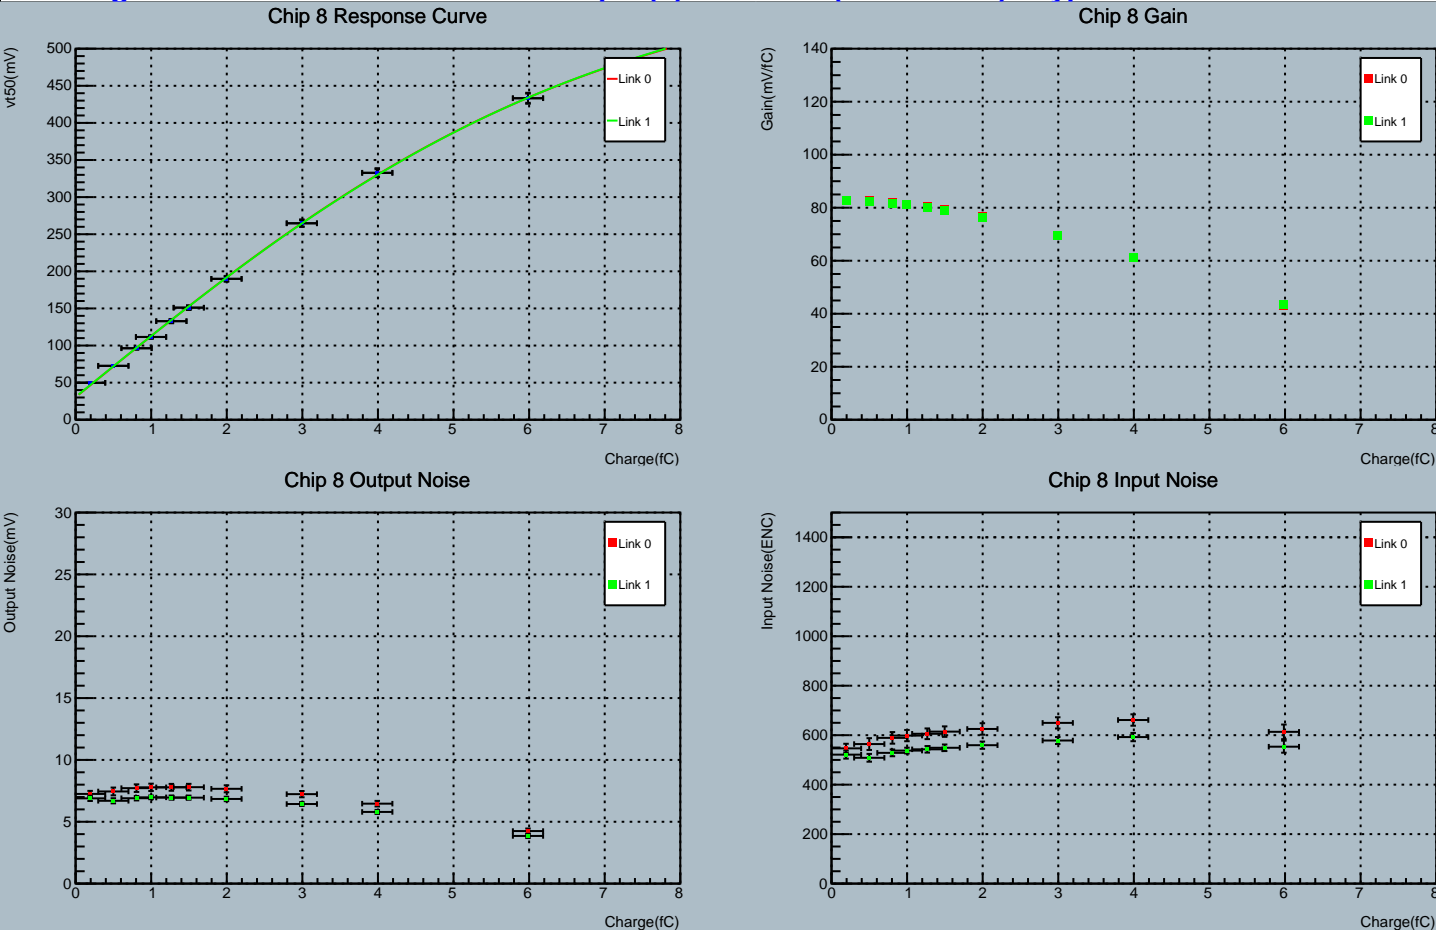 Chip 8 Response Curve
vt50(mV)
500
450
400
350
300
250
200
150
100
50
0
0 1 2 3 4 5 6 7 8
Charge(fC)
Link 0
Link 1
Chip 8 Gain
Gain(mV/fC)
140
120
100
80
60
40
20
0
0 1 2 3 4 5 6 7 8
Charge(fC)
Link 0
Link 1
Chip 8 Output Noise
Output Noise(mV)
30
25
20
15
10
5
0
0 1 2 3 4 5 6 7 8
Charge(fC)
Link 0
Link 1
Chip 8 Input Noise
Input Noise(ENC)
1400
1200
1000
800
600
400
200
0
0 1 2 3 4 5 6 7 8
Charge(fC)
Link 0
Link 1